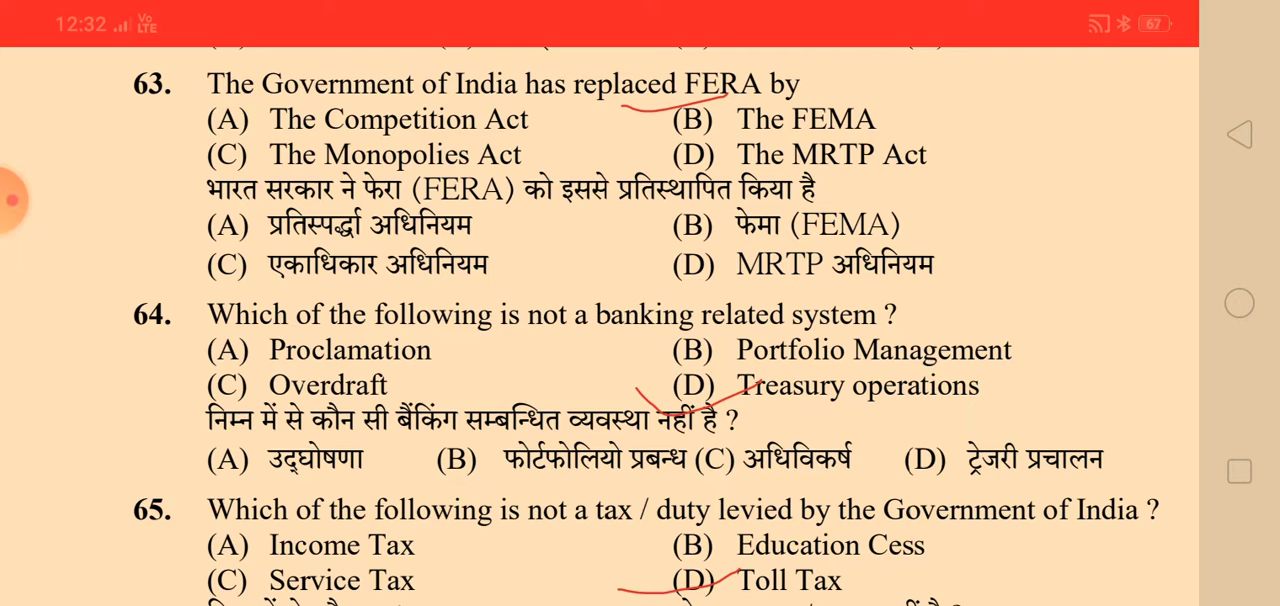 12:32 Vo LTE 67
63. The Government of India has replaced FERA by
(A) The Competition Act (B) The FEMA
(C) The Monopolies Act (D) The MRTP Act
भारत सरकार ने फेरा (FERA) को इससे प्रतिस्थापित किया है
(A) प्रतिस्पर्द्धा अधिनियम (B) फेमा (FEMA)
(C) एकाधिकार अधिनियम (D) MRTP अधिनियम
64. Which of the following is not a banking related system ?
(A) Proclamation (B) Portfolio Management
(C) Overdraft (D) Treasury operations
निम्न में से कौन सी बैंकिंग सम्बन्धित व्यवस्था नहीं है ?
(A) उद्घोषणा (B) फोर्टफोलियो प्रबन्ध (C) अधिविकर्ष (D) ट्रेजरी प्रचालन
65. Which of the following is not a tax / duty levied by the Government of India ?
(A) Income Tax (B) Education Cess
(C) Service Tax (D) Toll Tax